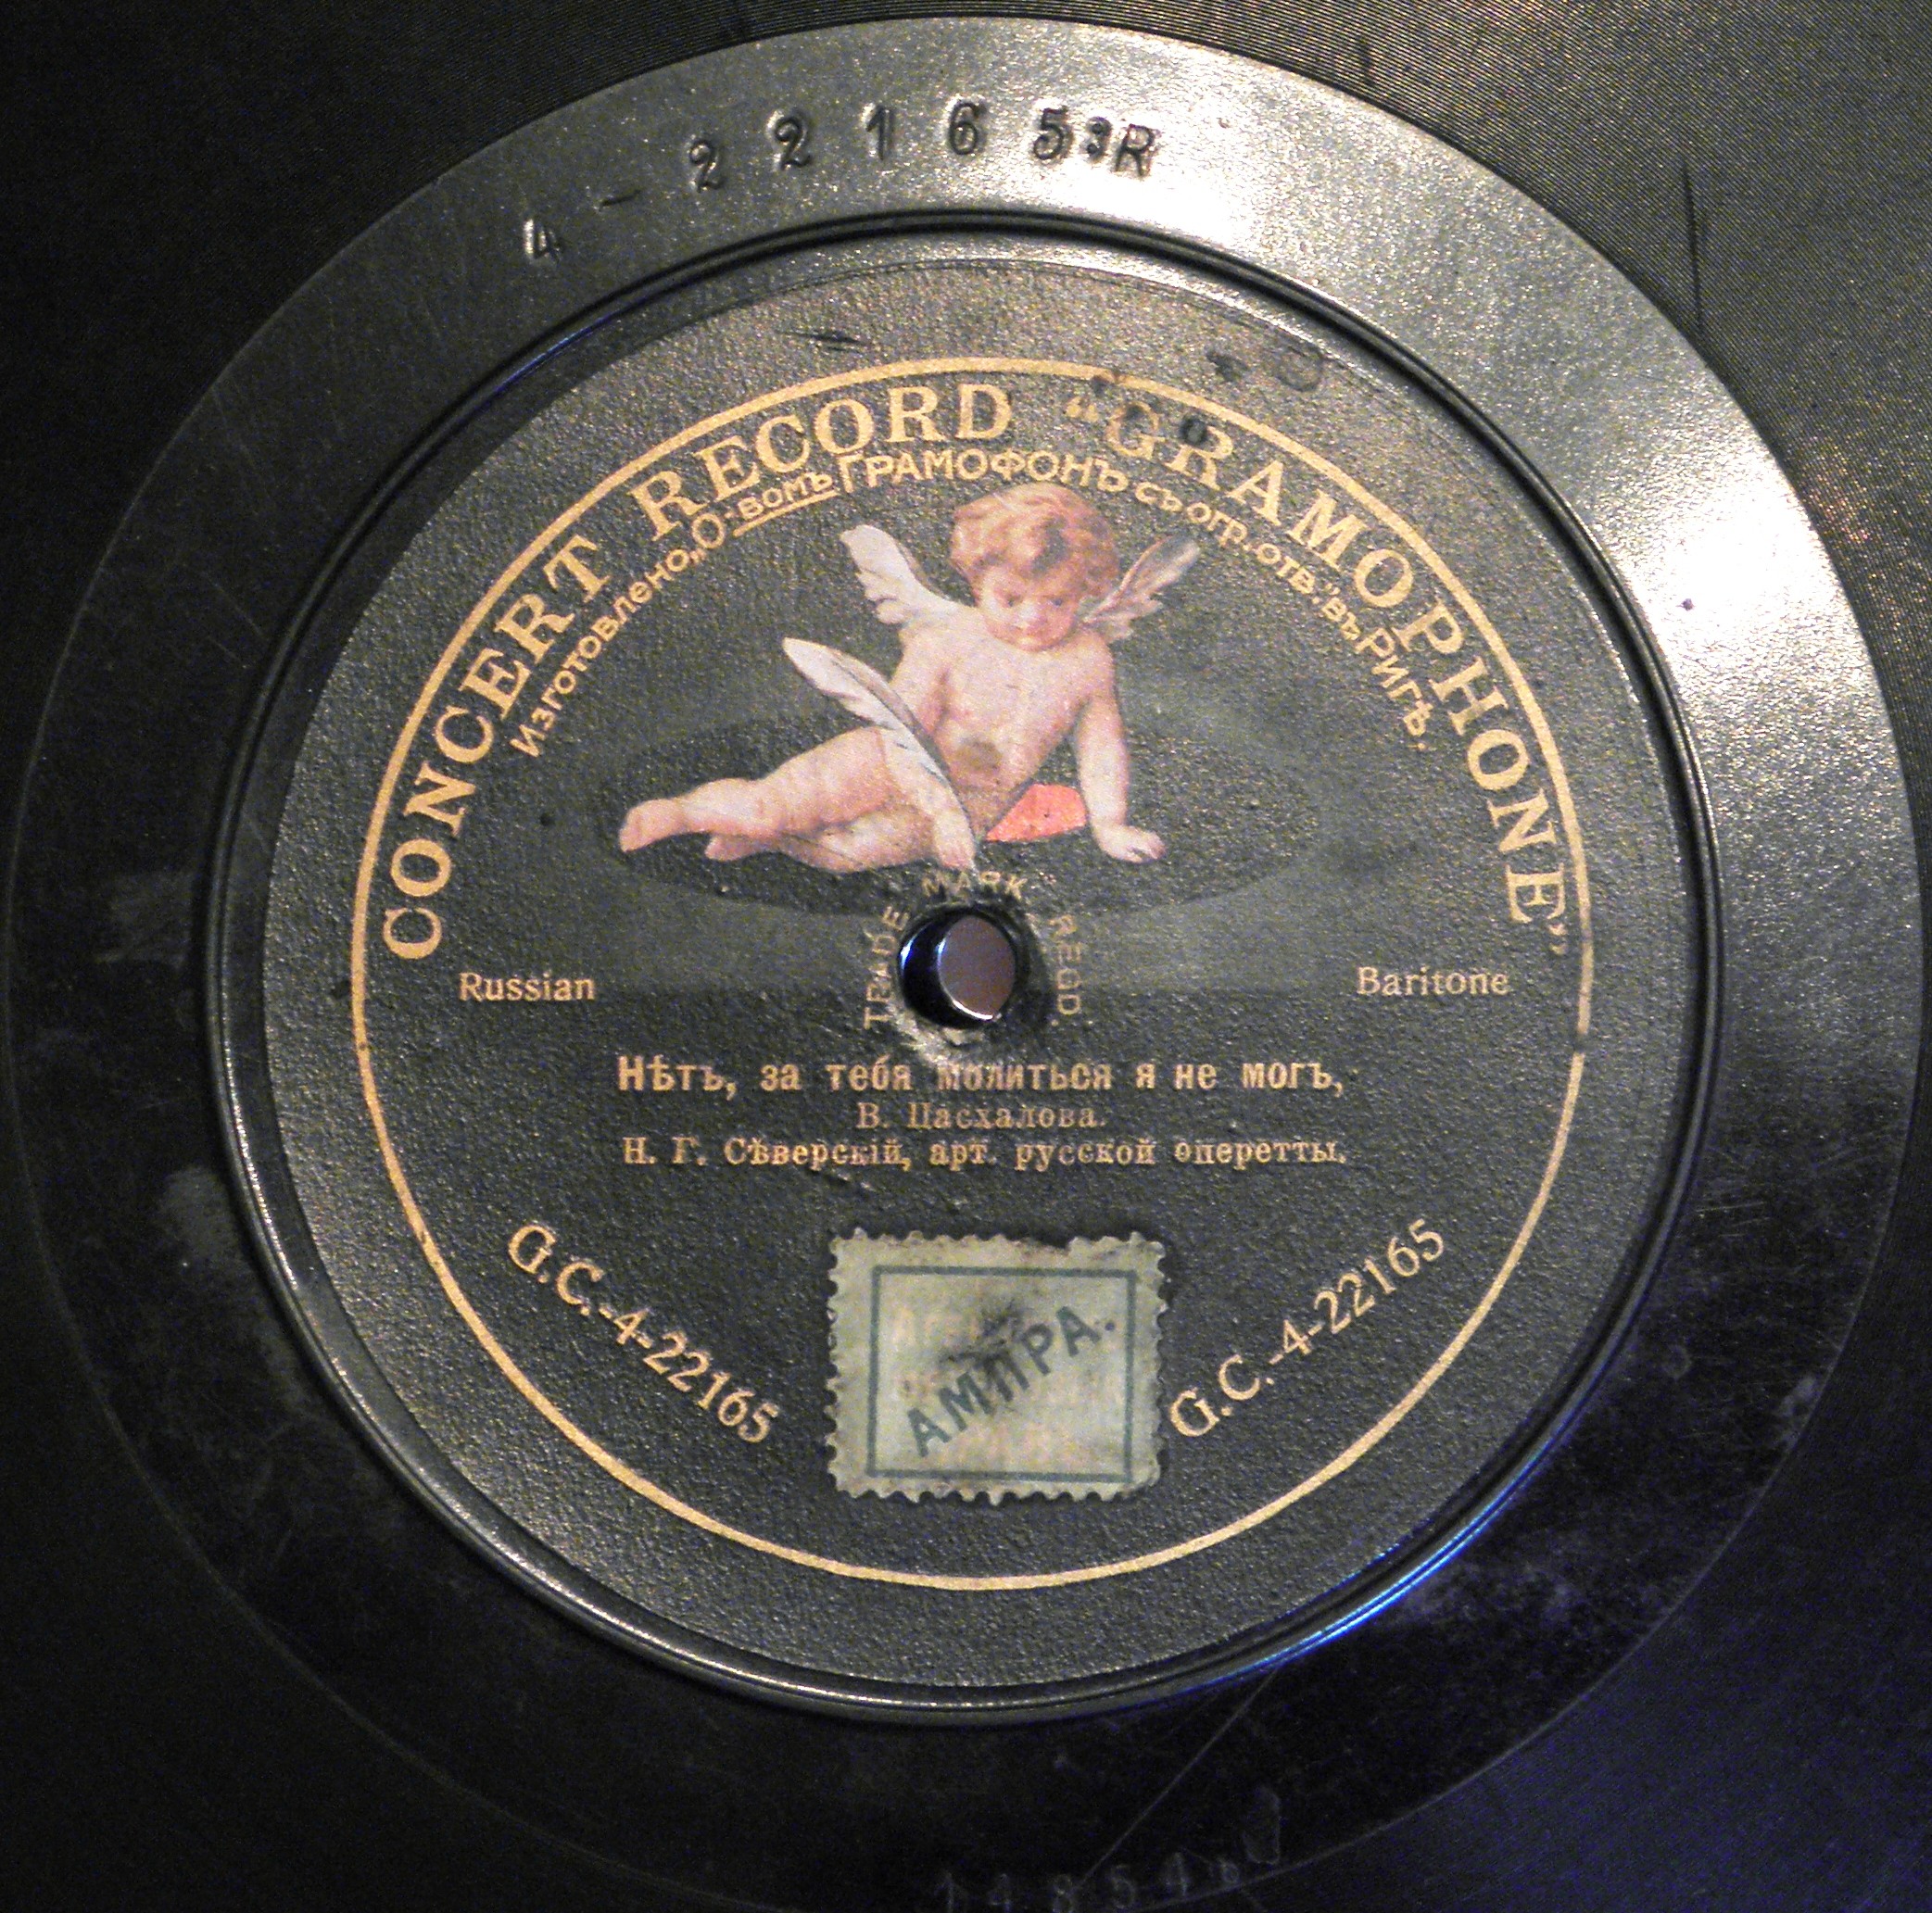 4-22165 R
CONCERT RECORD "GRAMOPHONE"
Изготовлено „О-вомъ ГРАМОФОНЪ съ огр. отв." въ Ригѣ.
TRADE MARK REGD.
Russian
Baritone
Нѣтъ, за тебя молиться я не могъ,
В. Пасхалова.
Н. Г. Сѣверскій, арт. русской оперетты.
G.C.-4-22165
G.C.-4-22165
АМПРА.